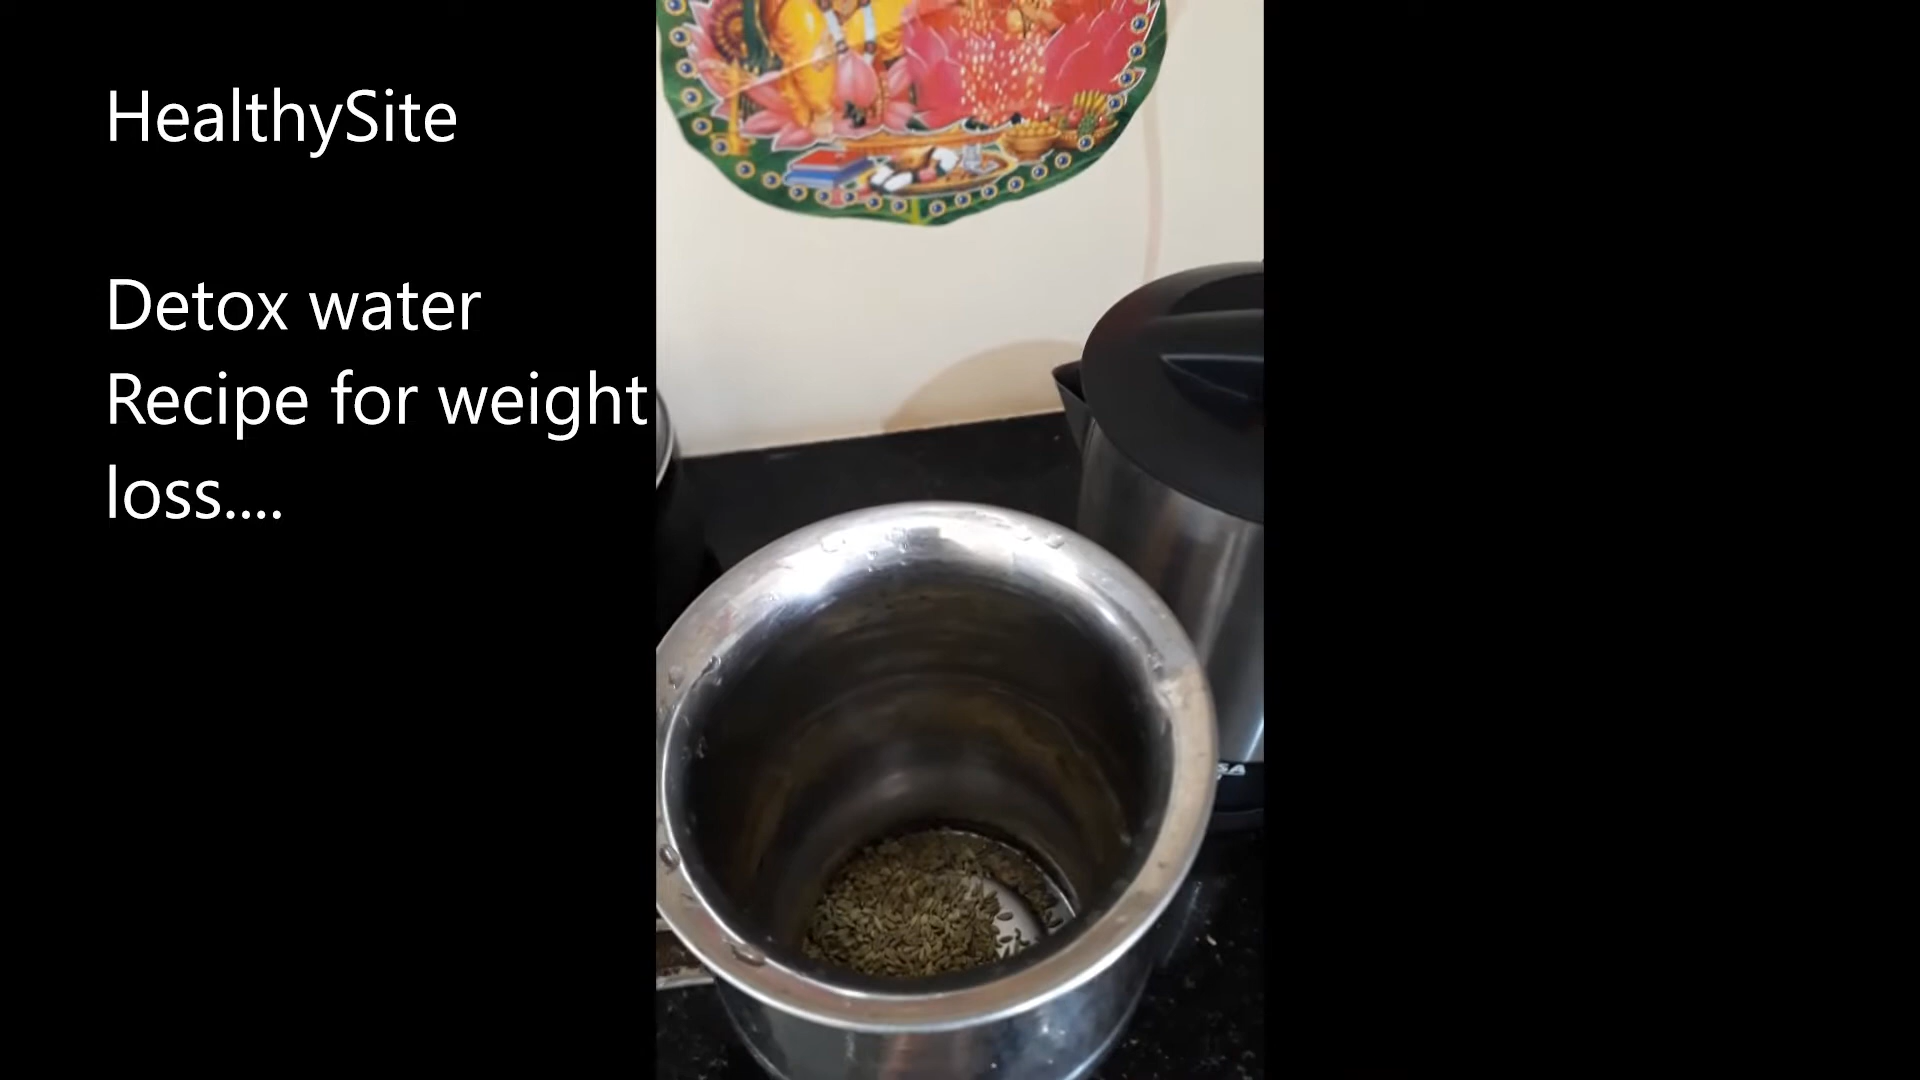 HealthySite
Detox water
Recipe for weight
loss....